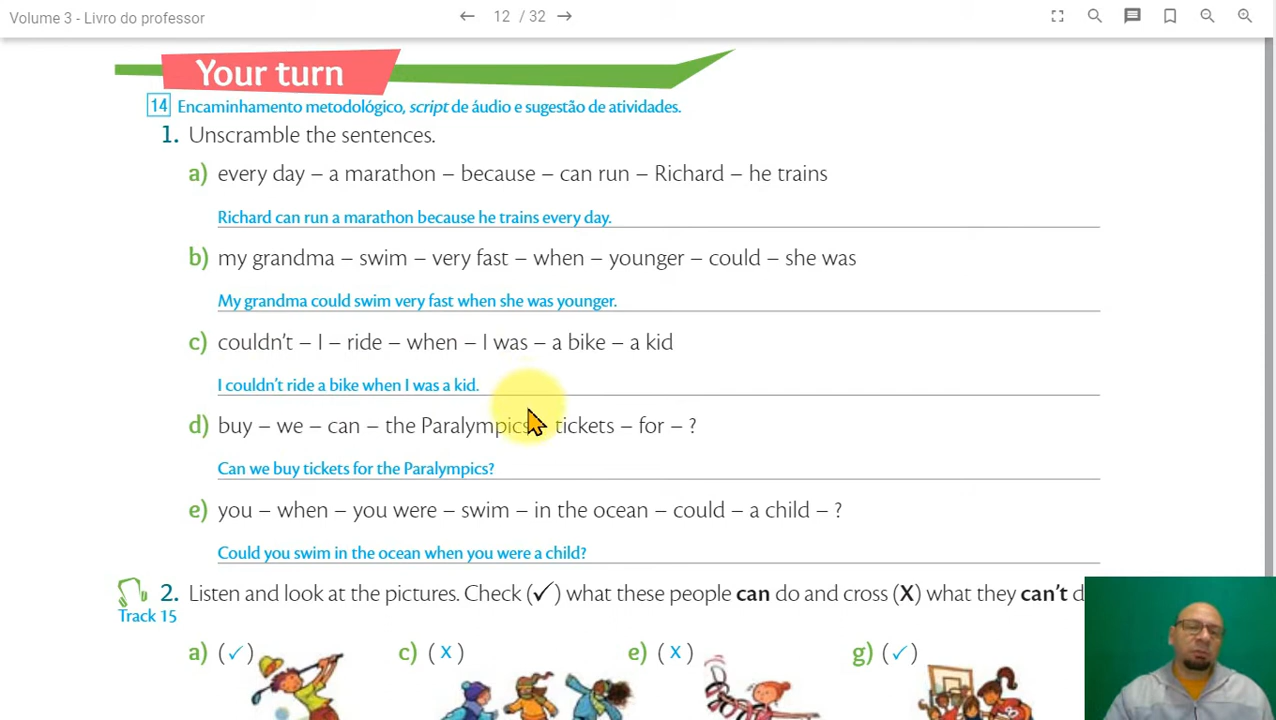 Volume 3 - Livro do professor
12 / 32
Your turn
14 Encaminhamento metodológico, script de áudio e sugestão de atividades.
1. Unscramble the sentences.
a) every day – a marathon – because – can run – Richard – he trains
Richard can run a marathon because he trains every day.
b) my grandma – swim – very fast – when – younger – could – she was
My grandma could swim very fast when she was younger.
c) couldn't – I – ride – when – I was – a bike – a kid
I couldn't ride a bike when I was a kid.
d) buy – we – can – the Paralympics – tickets – for – ?
Can we buy tickets for the Paralympics?
e) you – when – you were – swim – in the ocean – could – a child – ?
Could you swim in the ocean when you were a child?
2. Listen and look at the pictures. Check (✓) what these people can do and cross (X) what they can't d
Track 15
a) (✓) c) (X) e) (X) g) (✓)